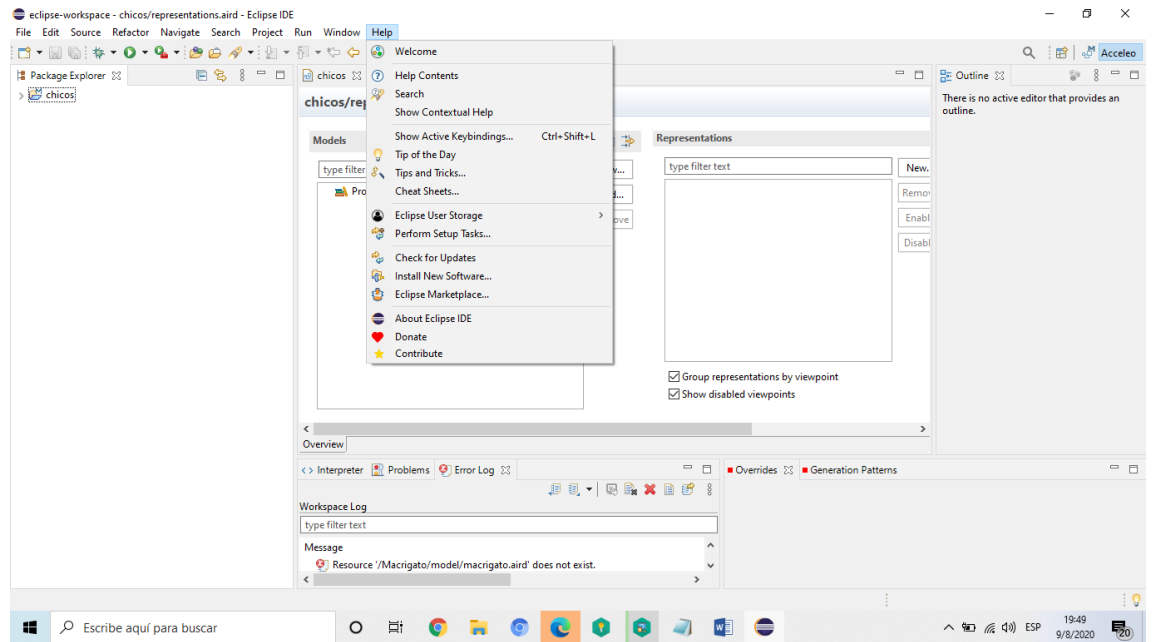 eclipse-workspace - chicos/representations.aird - Eclipse IDE
File Edit Source Refactor Navigate Search Project Run Window Help
Acceleo
Package Explorer
chicos
chicos
chicos/rep
Models
type filter
Pro
Welcome
Help Contents
Search
Show Contextual Help
Show Active Keybindings... Ctrl+Shift+L
Tip of the Day
Tips and Tricks...
Cheat Sheets...
Eclipse User Storage
Perform Setup Tasks...
Check for Updates
Install New Software...
Eclipse Marketplace...
About Eclipse IDE
Donate
Contribute
Representations
type filter text
New.
Remov
Enabl
Disabl
Group representations by viewpoint
Show disabled viewpoints
Overview
Outline
There is no active editor that provides an
outline.
Interpreter Problems Error Log
Workspace Log
type filter text
Message
Resource '/Macrigato/model/macrigato.aird' does not exist.
Overrides Generation Patterns
Escribe aquí para buscar
ESP
19:49
9/8/2020
20